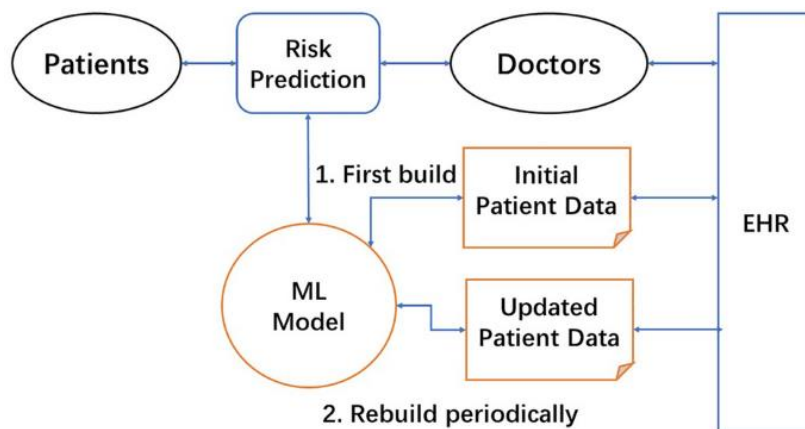 Patients
Risk
Prediction
Doctors
1. First build
Initial
Patient Data
EHR
ML
Model
Updated
Patient Data
2. Rebuild periodically